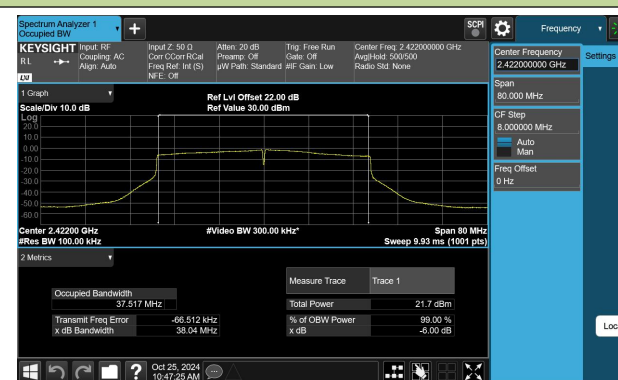 Spectrum Analyzer 1
Occupied BW
SCPI
Frequency
KEYSIGHT
RL
LXI
Input: RF
Coupling: AC
Align: Auto
Input Z: 50 Ω
Corr CCorr RCal
Freq Ref: Int (S)
NFE: Off
Atten: 20 dB
Preamp: Off
µW Path: Standard
Trig: Free Run
Gate: Off
#IF Gain: Low
Center Freq: 2.422000000 GHz
Avg|Hold: 500/500
Radio Std: None
Center Frequency
2.422000000 GHz
Settings
Span
80.000 MHz
CF Step
8.000000 MHz
Auto
Man
Freq Offset
0 Hz
1 Graph
Scale/Div 10.0 dB
Ref Lvl Offset 22.00 dB
Ref Value 30.00 dBm
Log
20.0
10.0
0.00
-10.0
-20.0
-30.0
-40.0
-50.0
-60.0
Center 2.42200 GHz
#Res BW 100.00 kHz
#Video BW 300.00 kHz*
Span 80 MHz
Sweep 9.93 ms (1001 pts)
2 Metrics
Measure Trace Trace 1
Occupied Bandwidth
37.517 MHz
Total Power 21.7 dBm
Transmit Freq Error -66.512 kHz
% of OBW Power 99.00 %
x dB Bandwidth 38.04 MHz
x dB -6.00 dB
Loc
?
Oct 25, 2024
10:47:25 AM